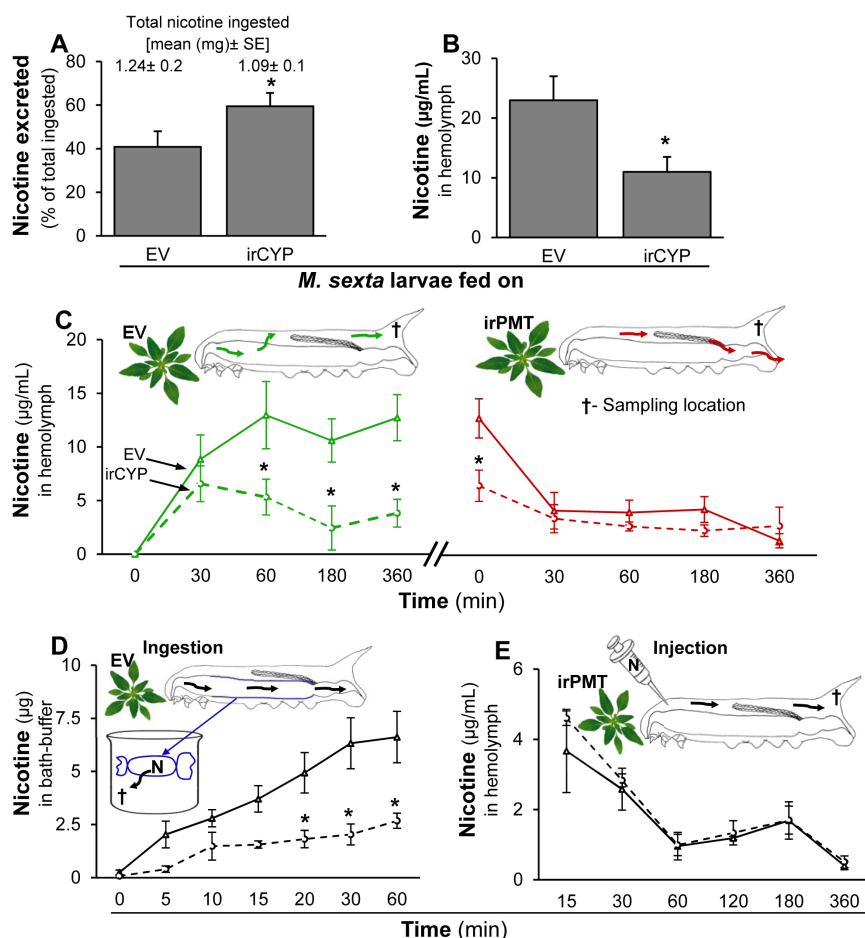 A
Total nicotine ingested
[mean (mg)± SE]
1.24± 0.2
1.09± 0.1
*
Nicotine excreted
(% of total ingested)
80
60
40
20
0
EV
irCYP
B
Nicotine (µg/mL)
in hemolymph
30
20
10
0
*
EV
irCYP
M. sexta larvae fed on
C
EV
†
Nicotine (µg/mL)
in hemolymph
20
15
10
5
0
EV
irCYP
*
*
*
0 30 60 180 360
irPMT
†
†- Sampling location
*
0 30 60 180 360
Time (min)
D
Ingestion
EV
Nicotine (µg)
in bath-buffer
10
7.5
5
2.5
0
N
†
*
*
*
0 5 10 15 20 30 60
E
Injection
N
irPMT
†
Nicotine (µg/mL)
in hemolymph
6
4
2
0
15 30 60 120 180 360
Time (min)